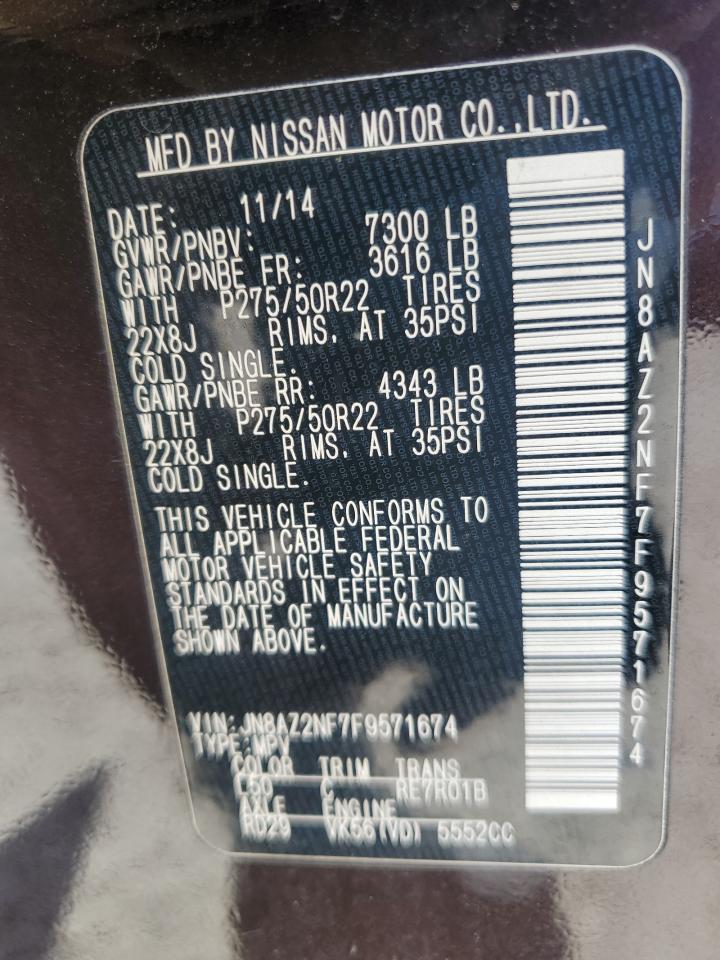 MFD BY NISSAN MOTOR CO.,LTD.
DATE: 11/14
GVWR/PNBV: 7300 LB
GAWR/PNBE FR: 3616 LB
WITH P275/50R22 TIRES
22X8J RIMS, AT 35PSI
COLD SINGLE.
GAWR/PNBE RR: 4343 LB
WITH P275/50R22 TIRES
22X8J RIMS. AT 35PSI
COLD SINGLE.
THIS VEHICLE CONFORMS TO
ALL APPLICABLE FEDERAL
MOTOR VEHICLE SAFETY
STANDARDS IN EFFECT ON
THE DATE OF MANUFACTURE
SHOWN ABOVE.
VIN:JN8AZ2NF7F9571674
TYPE:MPV
COLOR TRIM TRANS
L50 C RE7R01B
AXLE ENGINE
RD29 VK56(VD) 5552CC
JN8AZ2NF7F9571674